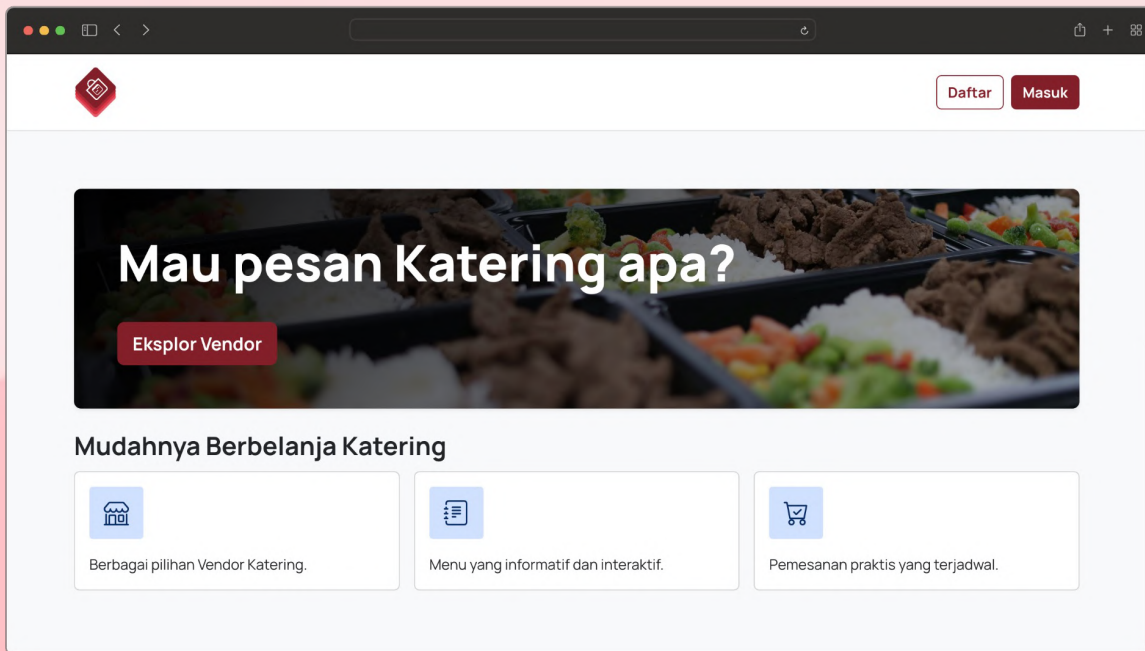 Daftar
Masuk
Mau pesan Katering apa?
Eksplor Vendor
Mudahnya Berbelanja Katering
Berbagai pilihan Vendor Katering.
Menu yang informatif dan interaktif.
Pemesanan praktis yang terjadwal.